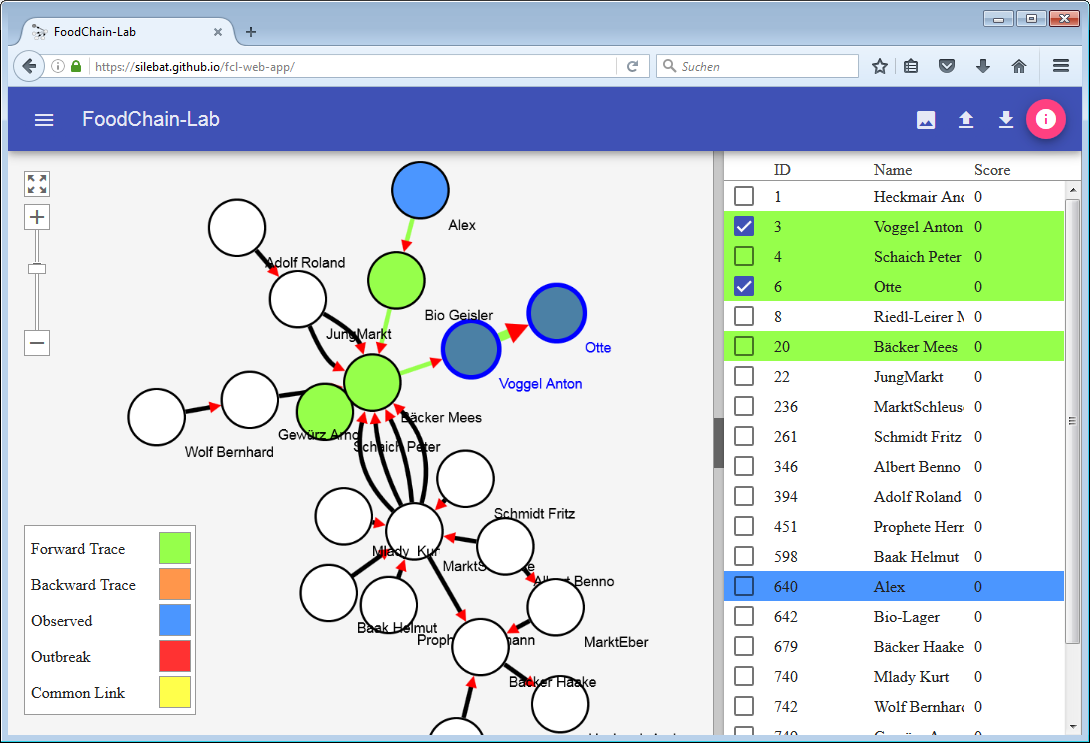 FoodChain-Lab
https://silebat.github.io/fcl-web-app/
Suchen
FoodChain-Lab
Alex
Adolf Roland
Bio Geisler
JungMarkt
Otte
Voggel Anton
Bäcker Mees
Gewürz Arno
Schaich Peter
Wolf Bernhard
Schmidt Fritz
Mlady Kur
MarktS
Albert Benno
Baak Helmut
Proph
mann
MarktEber
Bäcker Haake
Forward Trace
Backward Trace
Observed
Outbreak
Common Link
ID Name Score
1 Heckmair And 0
3 Voggel Anton 0
4 Schaich Peter 0
6 Otte 0
8 Riedl-Leirer M 0
20 Bäcker Mees 0
22 JungMarkt 0
236 MarktSchleuse 0
261 Schmidt Fritz 0
346 Albert Benno 0
394 Adolf Roland 0
451 Prophete Herr 0
598 Baak Helmut 0
640 Alex 0
642 Bio-Lager 0
679 Bäcker Haake 0
740 Mlady Kurt 0
742 Wolf Bernhard 0